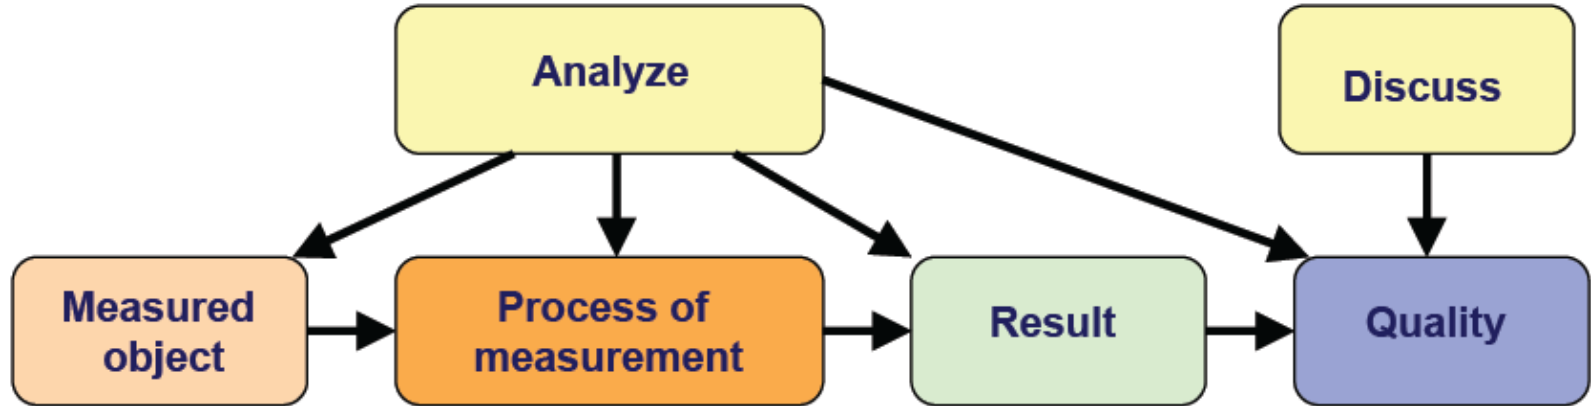 Analyze
Discuss
Measured
object
Process of
measurement
Result
Quality